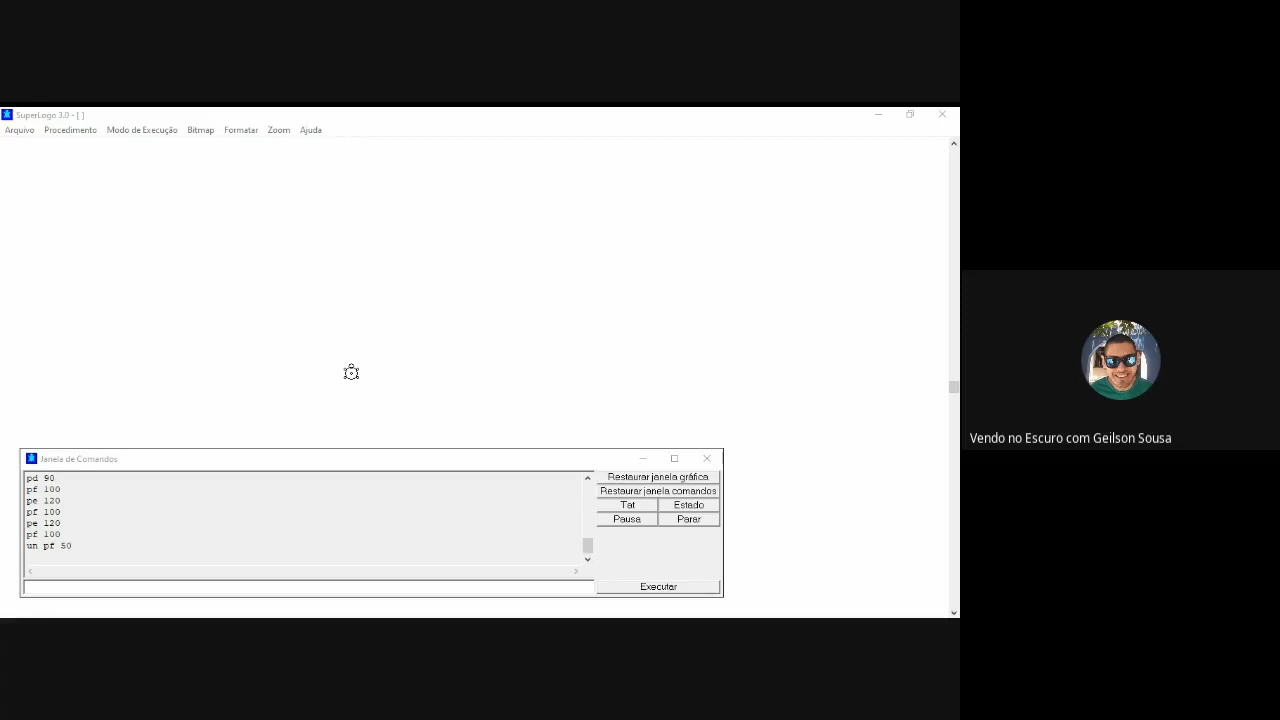 SuperLogo 3.0 - [ ]
Arquivo Procedimento Modo de Execução Bitmap Formatar Zoom Ajuda
Janela de Comandos
pd 90
pf 100
pe 120
pf 100
pe 120
pf 100
un pf 50
Restaurar janela gráfica
Restaurar janela comandos
Tat Estado
Pausa Parar
Executar
Vendo no Escuro com Geilson Sousa